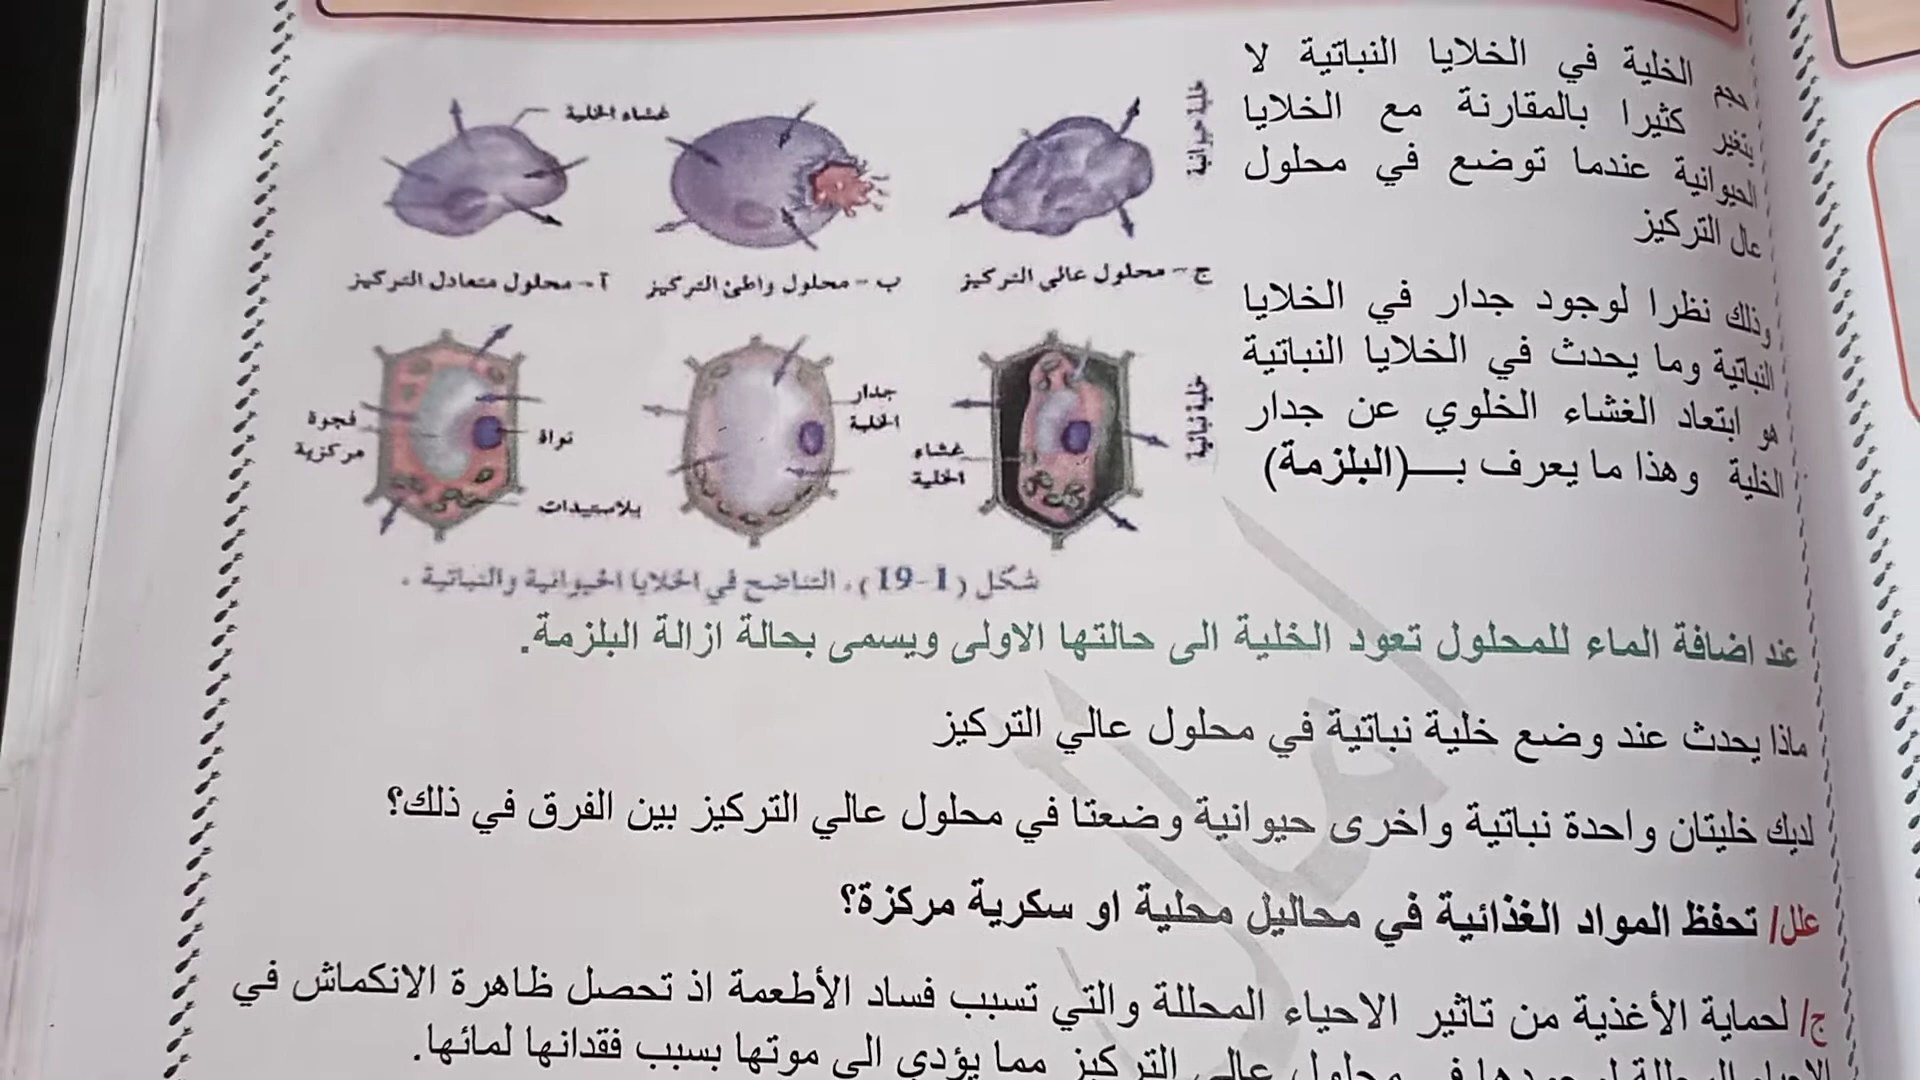 حجم الخلية في الخلايا النباتية لا
يتغير كثيرا بالمقارنة مع الخلايا
الحيوانية عندما توضع في محلول
عال التركيز
وذلك نظرا لوجود جدار في الخلايا
النباتية وما يحدث في الخلايا النباتية
هو ابتعاد الغشاء الخلوي عن جدار
الخلية وهذا ما يعرف بـ(البلزمة)
خلية حيوانية
غشاء الخلية
ج - محلول عالي التركيز
ب - محلول واطئ التركيز
آ - محلول متعادل التركيز
خلية نباتية
غشاء
الخلية
جدار
الخلية
نواة
بلاستيدات
فجوة
مركزية
شكل (1-19). التناضح في الخلايا الحيوانية والنباتية .
عند اضافة الماء للمحلول تعود الخلية الى حالتها الاولى ويسمى بحالة ازالة البلزمة.
ماذا يحدث عند وضع خلية نباتية في محلول عالي التركيز
لديك خليتان واحدة نباتية واخرى حيوانية وضعتا في محلول عالي التركيز بين الفرق في ذلك؟
علل/ تحفظ المواد الغذائية في محاليل محلية او سكرية مركزة؟
ج/ لحماية الأغذية من تاثير الاحياء المحللة والتي تسبب فساد الأطعمة اذ تحصل ظاهرة الانكماش في
الاحياء المحللة لوجودها في محلول عالي التركيز مما يؤدي الى موتها بسبب فقدانها لمائها.